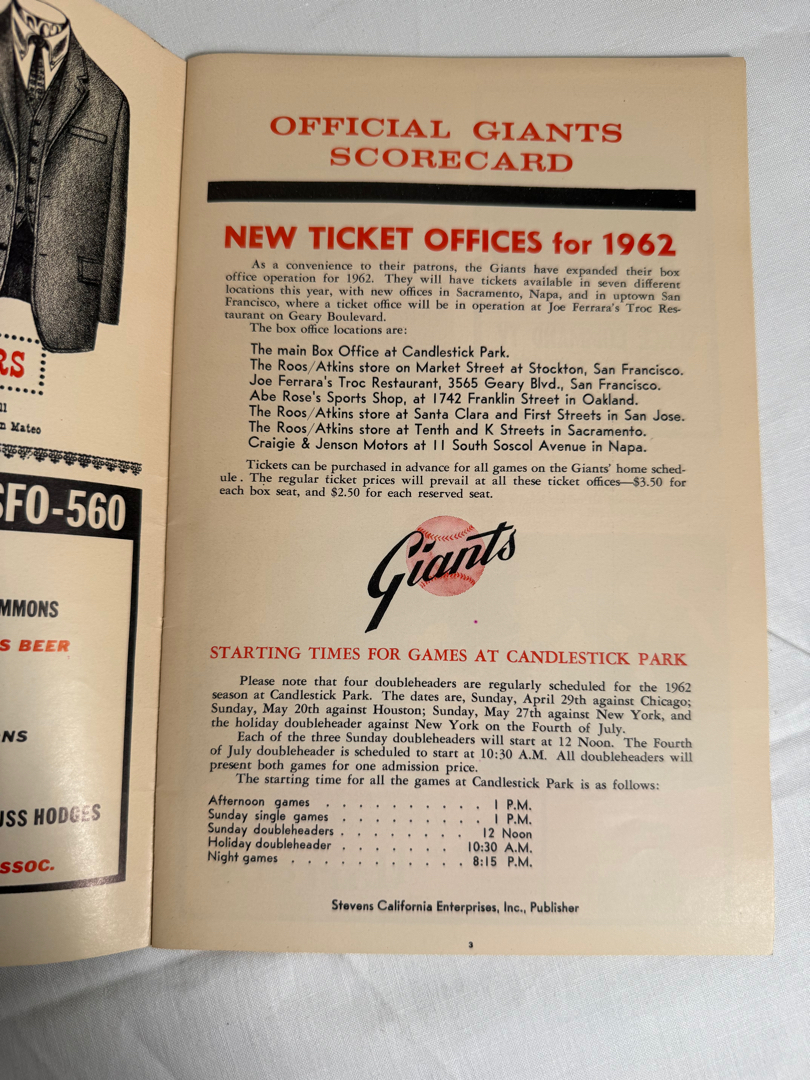 RS
n Mateo
SFO-560
MMONS
S BEER
NS
USS HODGES
SSOC.
OFFICIAL GIANTS
SCORECARD
NEW TICKET OFFICES for 1962
As a convenience to their patrons, the Giants have expanded their box
office operation for 1962. They will have tickets available in seven different
locations this year, with new offices in Sacramento, Napa, and in uptown San
Francisco, where a ticket office will be in operation at Joe Ferrara's Troc Res-
taurant on Geary Boulevard.
The box office locations are:
The main Box Office at Candlestick Park.
The Roos/Atkins store on Market Street at Stockton, San Francisco.
Joe Ferrara's Troc Restaurant, 3565 Geary Blvd., San Francisco.
Abe Rose's Sports Shop, at 1742 Franklin Street in Oakland.
The Roos/Atkins store at Santa Clara and First Streets in San Jose.
The Roos/Atkins store at Tenth and K Streets in Sacramento.
Craigie & Jenson Motors at 11 South Soscol Avenue in Napa.
Tickets can be purchased in advance for all games on the Giants' home sched-
ule . The regular ticket prices will prevail at all these ticket offices—$3.50 for
each box seat, and $2.50 for each reserved seat.
Giants
STARTING TIMES FOR GAMES AT CANDLESTICK PARK
Please note that four doubleheaders are regularly scheduled for the 1962
season at Candlestick Park. The dates are, Sunday, April 29th against Chicago;
Sunday, May 20th against Houston; Sunday, May 27th against New York, and
the holiday doubleheader against New York on the Fourth of July.
Each of the three Sunday doubleheaders will start at 12 Noon. The Fourth
of July doubleheader is scheduled to start at 10:30 A.M. All doubleheaders will
present both games for one admission price.
The starting time for all the games at Candlestick Park is as follows:
Afternoon games . . . . . . . . . . 1 P.M.
Sunday single games . . . . . . . . . 1 P.M.
Sunday doubleheaders . . . . . . . 12 Noon
Holiday doubleheader . . . . . . . 10:30 A.M.
Night games . . . . . . . . . . . 8:15 P.M.
Stevens California Enterprises, Inc., Publisher
3